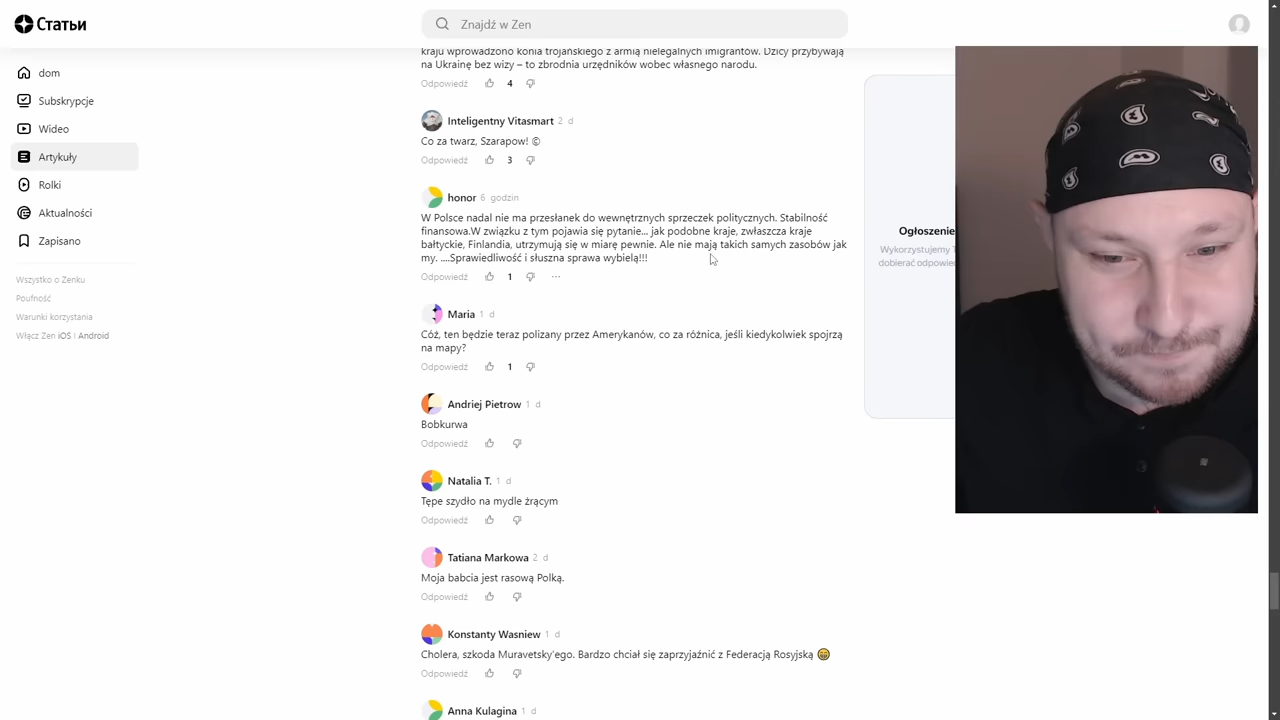 Статьи
Znajdź w Zen
dom
Subskrypcje
Wideo
Artykuły
Rolki
Aktualności
Zapisano
Wszystko o Zenku
Poufność
Warunki korzystania
Włącz Zen iOS i Android
kraju wprowadzono konia trojańskiego z armią nielegalnych imigrantów. Dzicy przybywają
na Ukrainę bez wizy – to zbrodnia urzędników wobec własnego narodu.
Odpowiedź 4
Inteligentny Vitasmart 2 d
Co za twarz, Szarapow! ©
Odpowiedź 3
honor 6 godzin
W Polsce nadal nie ma przesłanek do wewnętrznych sprzeczek politycznych. Stabilność
finansowa.W związku z tym pojawia się pytanie... jak podobne kraje, zwłaszcza kraje
bałtyckie, Finlandia, utrzymują się w miarę pewnie. Ale nie mają takich samych zasobów jak
my. ....Sprawiedliwość i słuszna sprawa wybielą!!!
Odpowiedź 1 ...
Maria 1 d
Cóż, ten będzie teraz polizany przez Amerykanów, co za różnica, jeśli kiedykolwiek spojrzą
na mapy?
Odpowiedź 1
Andriej Pietrow 1 d
Bobkurwa
Odpowiedź
Natalia T. 1 d
Tępe szydło na mydle żrącym
Odpowiedź
Tatiana Markowa 2 d
Moja babcia jest rasową Polką.
Odpowiedź
Konstanty Wasniew 1 d
Cholera, szkoda Muravetsky'ego. Bardzo chciał się zaprzyjaźnić z Federacją Rosyjską 😁
Odpowiedź
Anna Kulagina 1 d
Ogłoszenie
Wykorzystujemy
dobierać odpowie